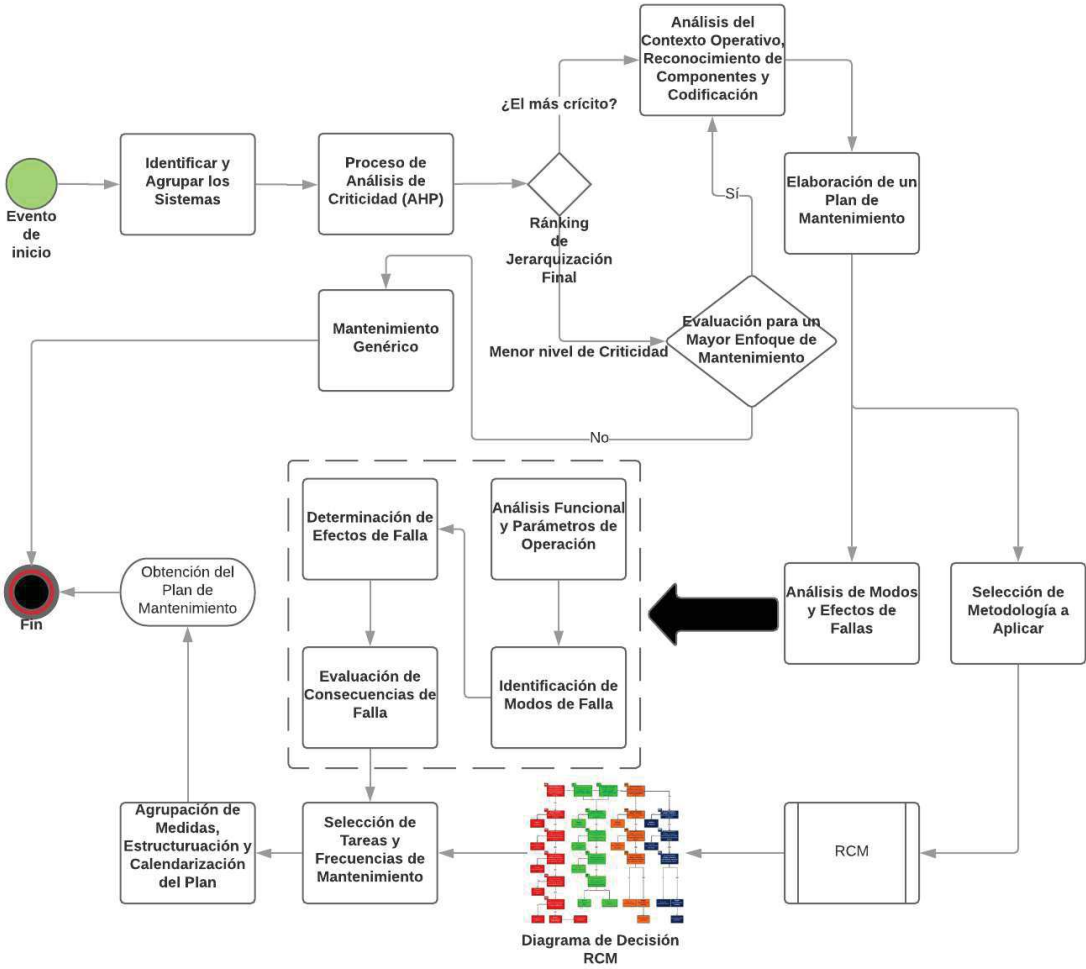 Análisis del
Contexto Operativo,
Reconocimiento de
Componentes y
Codificación
¿El más crícito?
Identificar y
Agrupar los
Sistemas
Proceso de
Análisis de
Criticidad (AHP)
Elaboración de un
Plan de
Mantenimiento
Evento
de
inicio
Ránking
de
Jerarquización
Final
Sí
Mantenimiento
Genérico
Menor nivel de Criticidad
Evaluación para un
Mayor Enfoque de
Mantenimiento
No
Determinación de
Efectos de Falla
Análisis Funcional
y Parámetros de
Operación
Obtención del
Plan de
Mantenimiento
Fin
Análisis de Modos
y Efectos de
Fallas
Selección de
Metodología a
Aplicar
Evaluación de
Consecuencias de
Falla
Identificación de
Modos de Falla
Agrupación de
Medidas,
Estructuruación y
Calendarización
del Plan
Selección de
Tareas y
Frecuencias de
Mantenimiento
RCM
Diagrama de Decisión
RCM